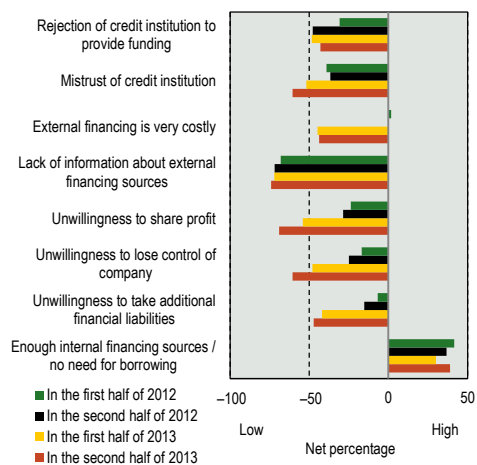 Rejection of credit institution to
provide funding
Mistrust of credit institution
External financing is very costly
Lack of information about external
financing sources
Unwillingness to share profit
Unwillingness to lose control of
company
Unwillingness to take additional
financial liabilities
Enough internal financing sources /
no need for borrowing
In the first half of 2012
In the second half of 2012
In the first half of 2013
In the second half of 2013
–100 –50 0 50
Low High
Net percentage